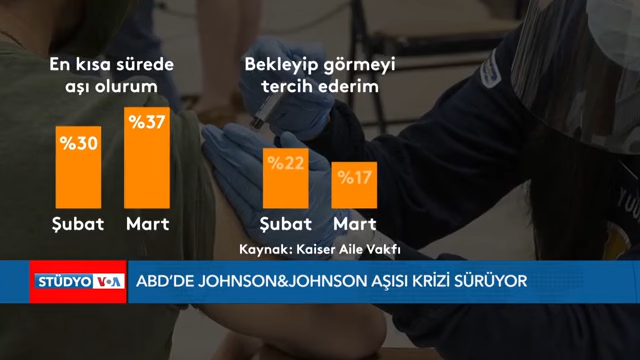 En kısa sürede
aşı olurum
%30
%37
Şubat
Mart
Bekleyip görmeyi
tercih ederim
%22
%17
Şubat
Mart
Kaynak: Kaiser Aile Vakfı
STÜDYO VOA
ABD'DE JOHNSON&JOHNSON AŞISI KRİZİ SÜRÜYOR